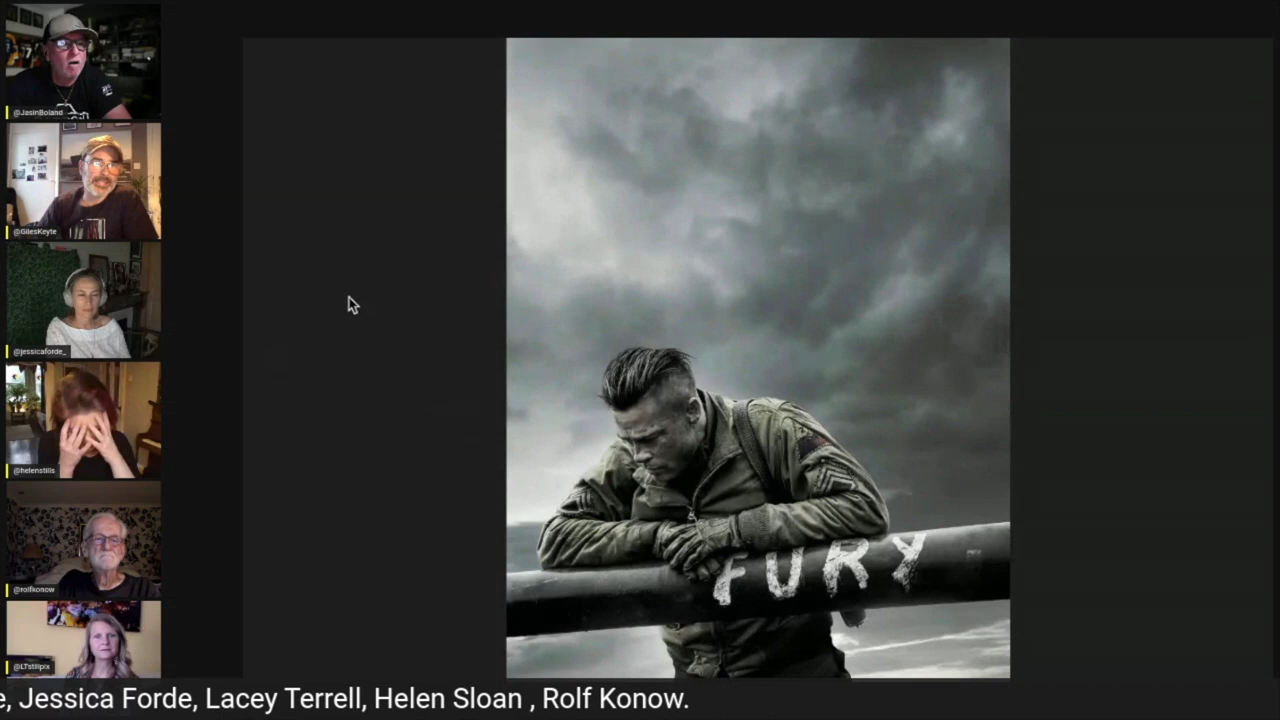 @JasinBoland
@GilesKeyte
@jessicaforde_
@helenstills
@rolfkonow
@LTstillpix
FURY
e, Jessica Forde, Lacey Terrell, Helen Sloan , Rolf Konow.